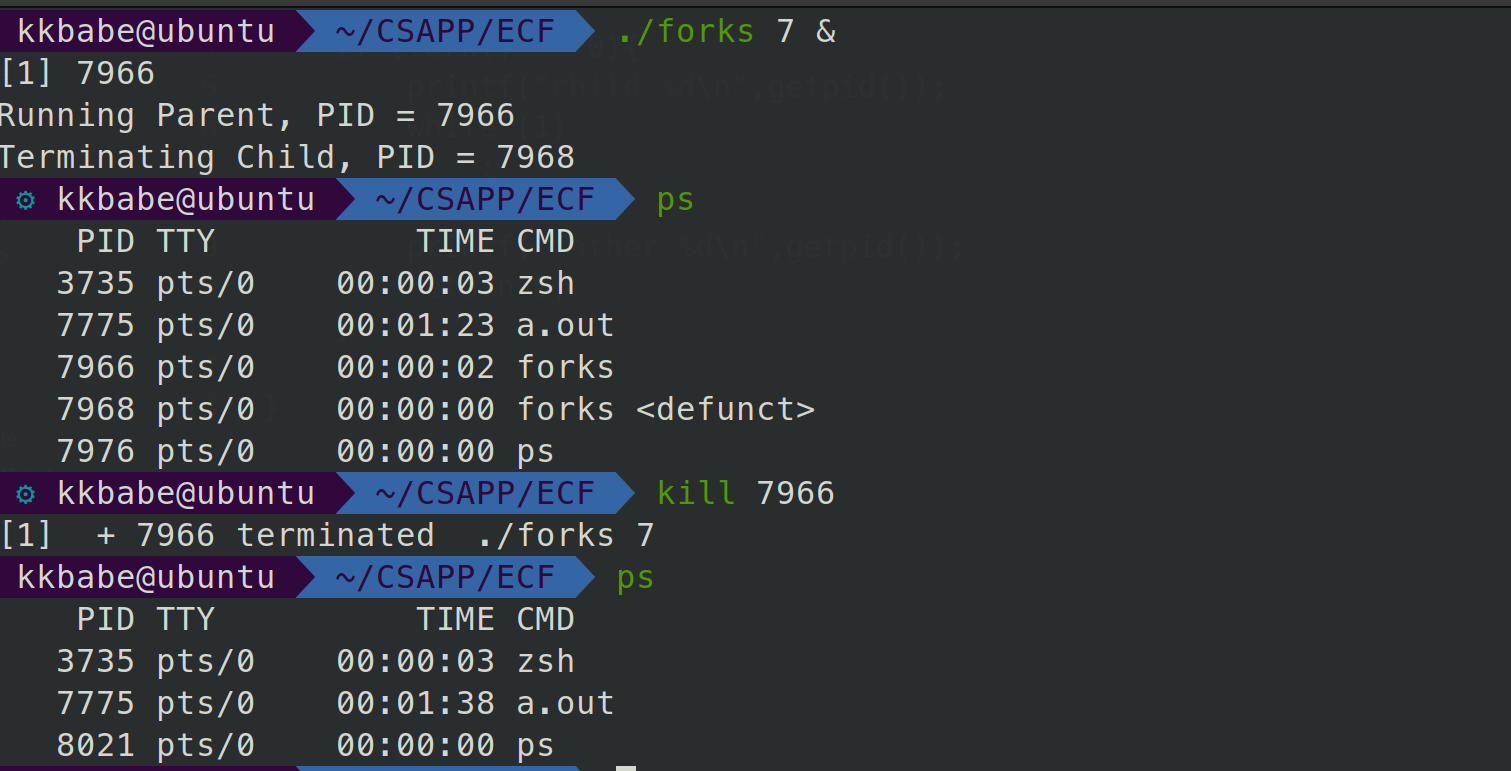 kkbabe@ubuntu ~/CSAPP/ECF ./forks 7 &
[1] 7966
Running Parent, PID = 7966
Terminating Child, PID = 7968
⚙ kkbabe@ubuntu ~/CSAPP/ECF ps
PID TTY TIME CMD
3735 pts/0 00:00:03 zsh
7775 pts/0 00:01:23 a.out
7966 pts/0 00:00:02 forks
7968 pts/0 00:00:00 forks <defunct>
7976 pts/0 00:00:00 ps
⚙ kkbabe@ubuntu ~/CSAPP/ECF kill 7966
[1] + 7966 terminated ./forks 7
kkbabe@ubuntu ~/CSAPP/ECF ps
PID TTY TIME CMD
3735 pts/0 00:00:03 zsh
7775 pts/0 00:01:38 a.out
8021 pts/0 00:00:00 ps